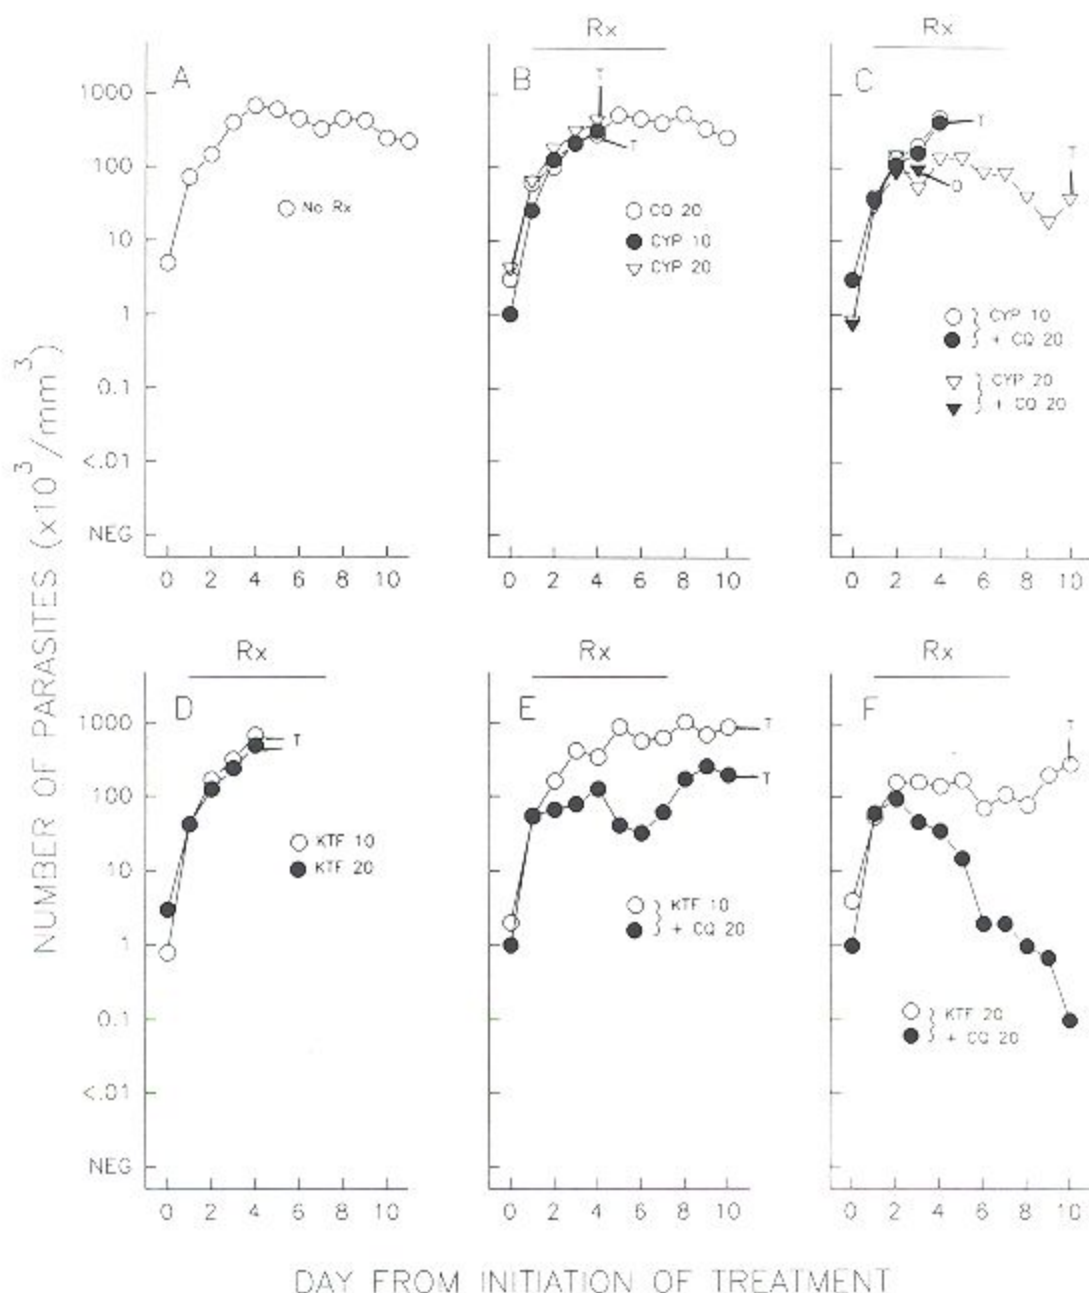 NUMBER OF PARASITES (x10³/mm³)
A
1000
100
10
1
0.1
<.01
NEG
0 2 4 6 8 10
No Rx
Rx
B
T
T
CQ 20
CYP 10
CYP 20
0 2 4 6 8 10
Rx
C
T
D
T
CYP 10
+ CQ 20
CYP 20
+ CQ 20
0 2 4 6 8 10
Rx
D
1000
100
10
1
0.1
<.01
NEG
T
KTF 10
KTF 20
0 2 4 6 8 10
Rx
E
T
T
KTF 10
+ CQ 20
0 2 4 6 8 10
Rx
F
T
KTF 20
+ CQ 20
0 2 4 6 8 10
DAY FROM INITIATION OF TREATMENT